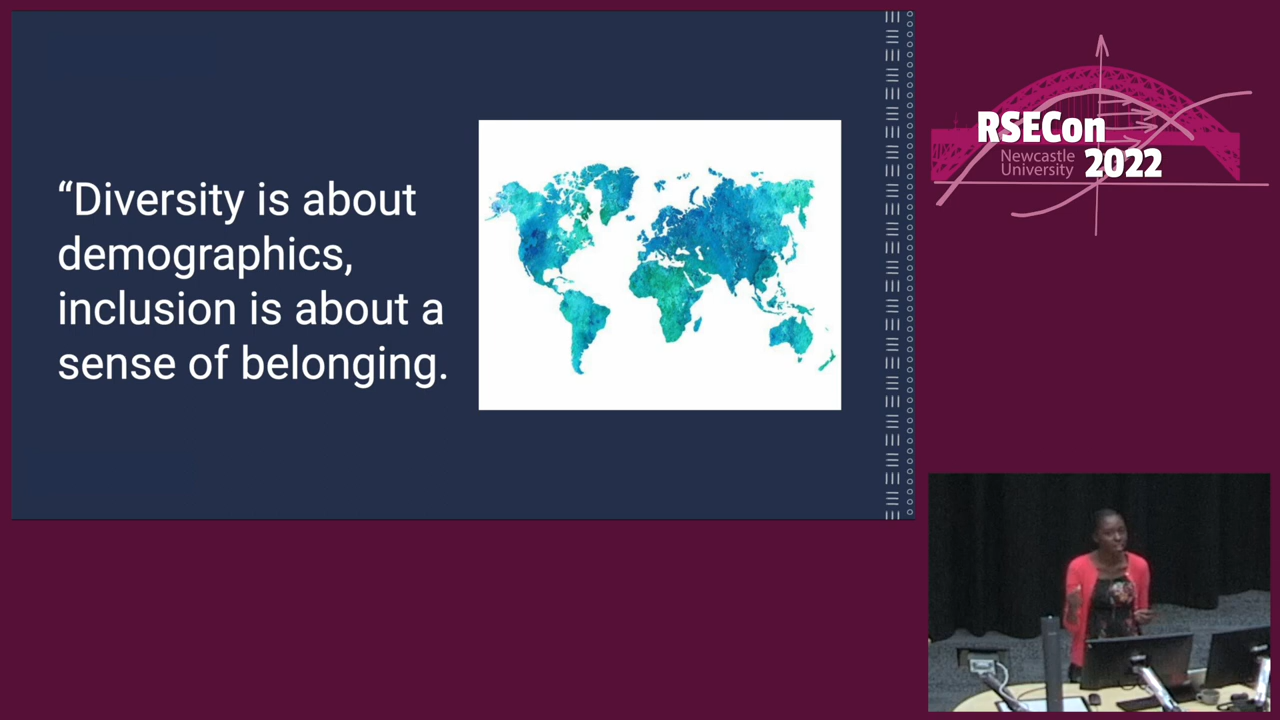 “Diversity is about
demographics,
inclusion is about a
sense of belonging.
RSECon
Newcastle
University
2022